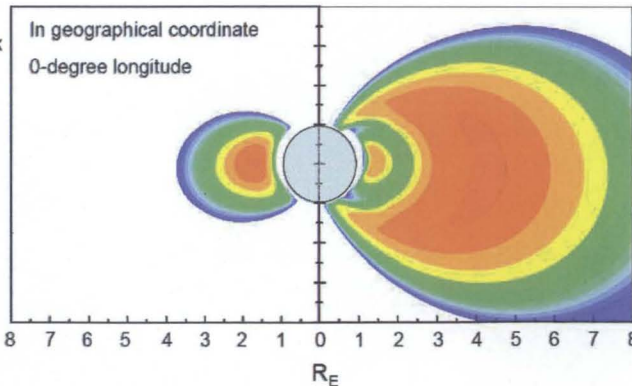 x
In geographical coordinate
0-degree longitude
8 7 6 5 4 3 2 1 0 1 2 3 4 5 6 7 8
R_E